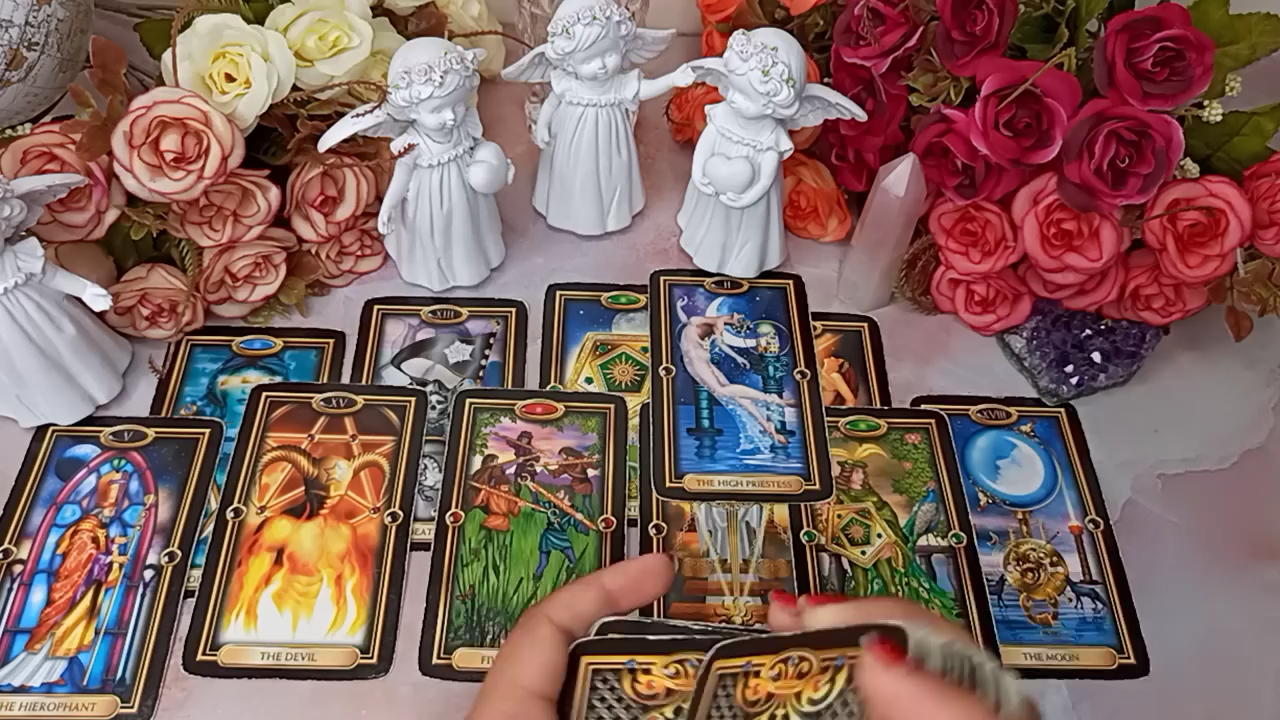 XIII
II
THE HIGH PRIESTESS
V
THE HIEROPHANT
XV
THE DEVIL
XVIII
THE MOON